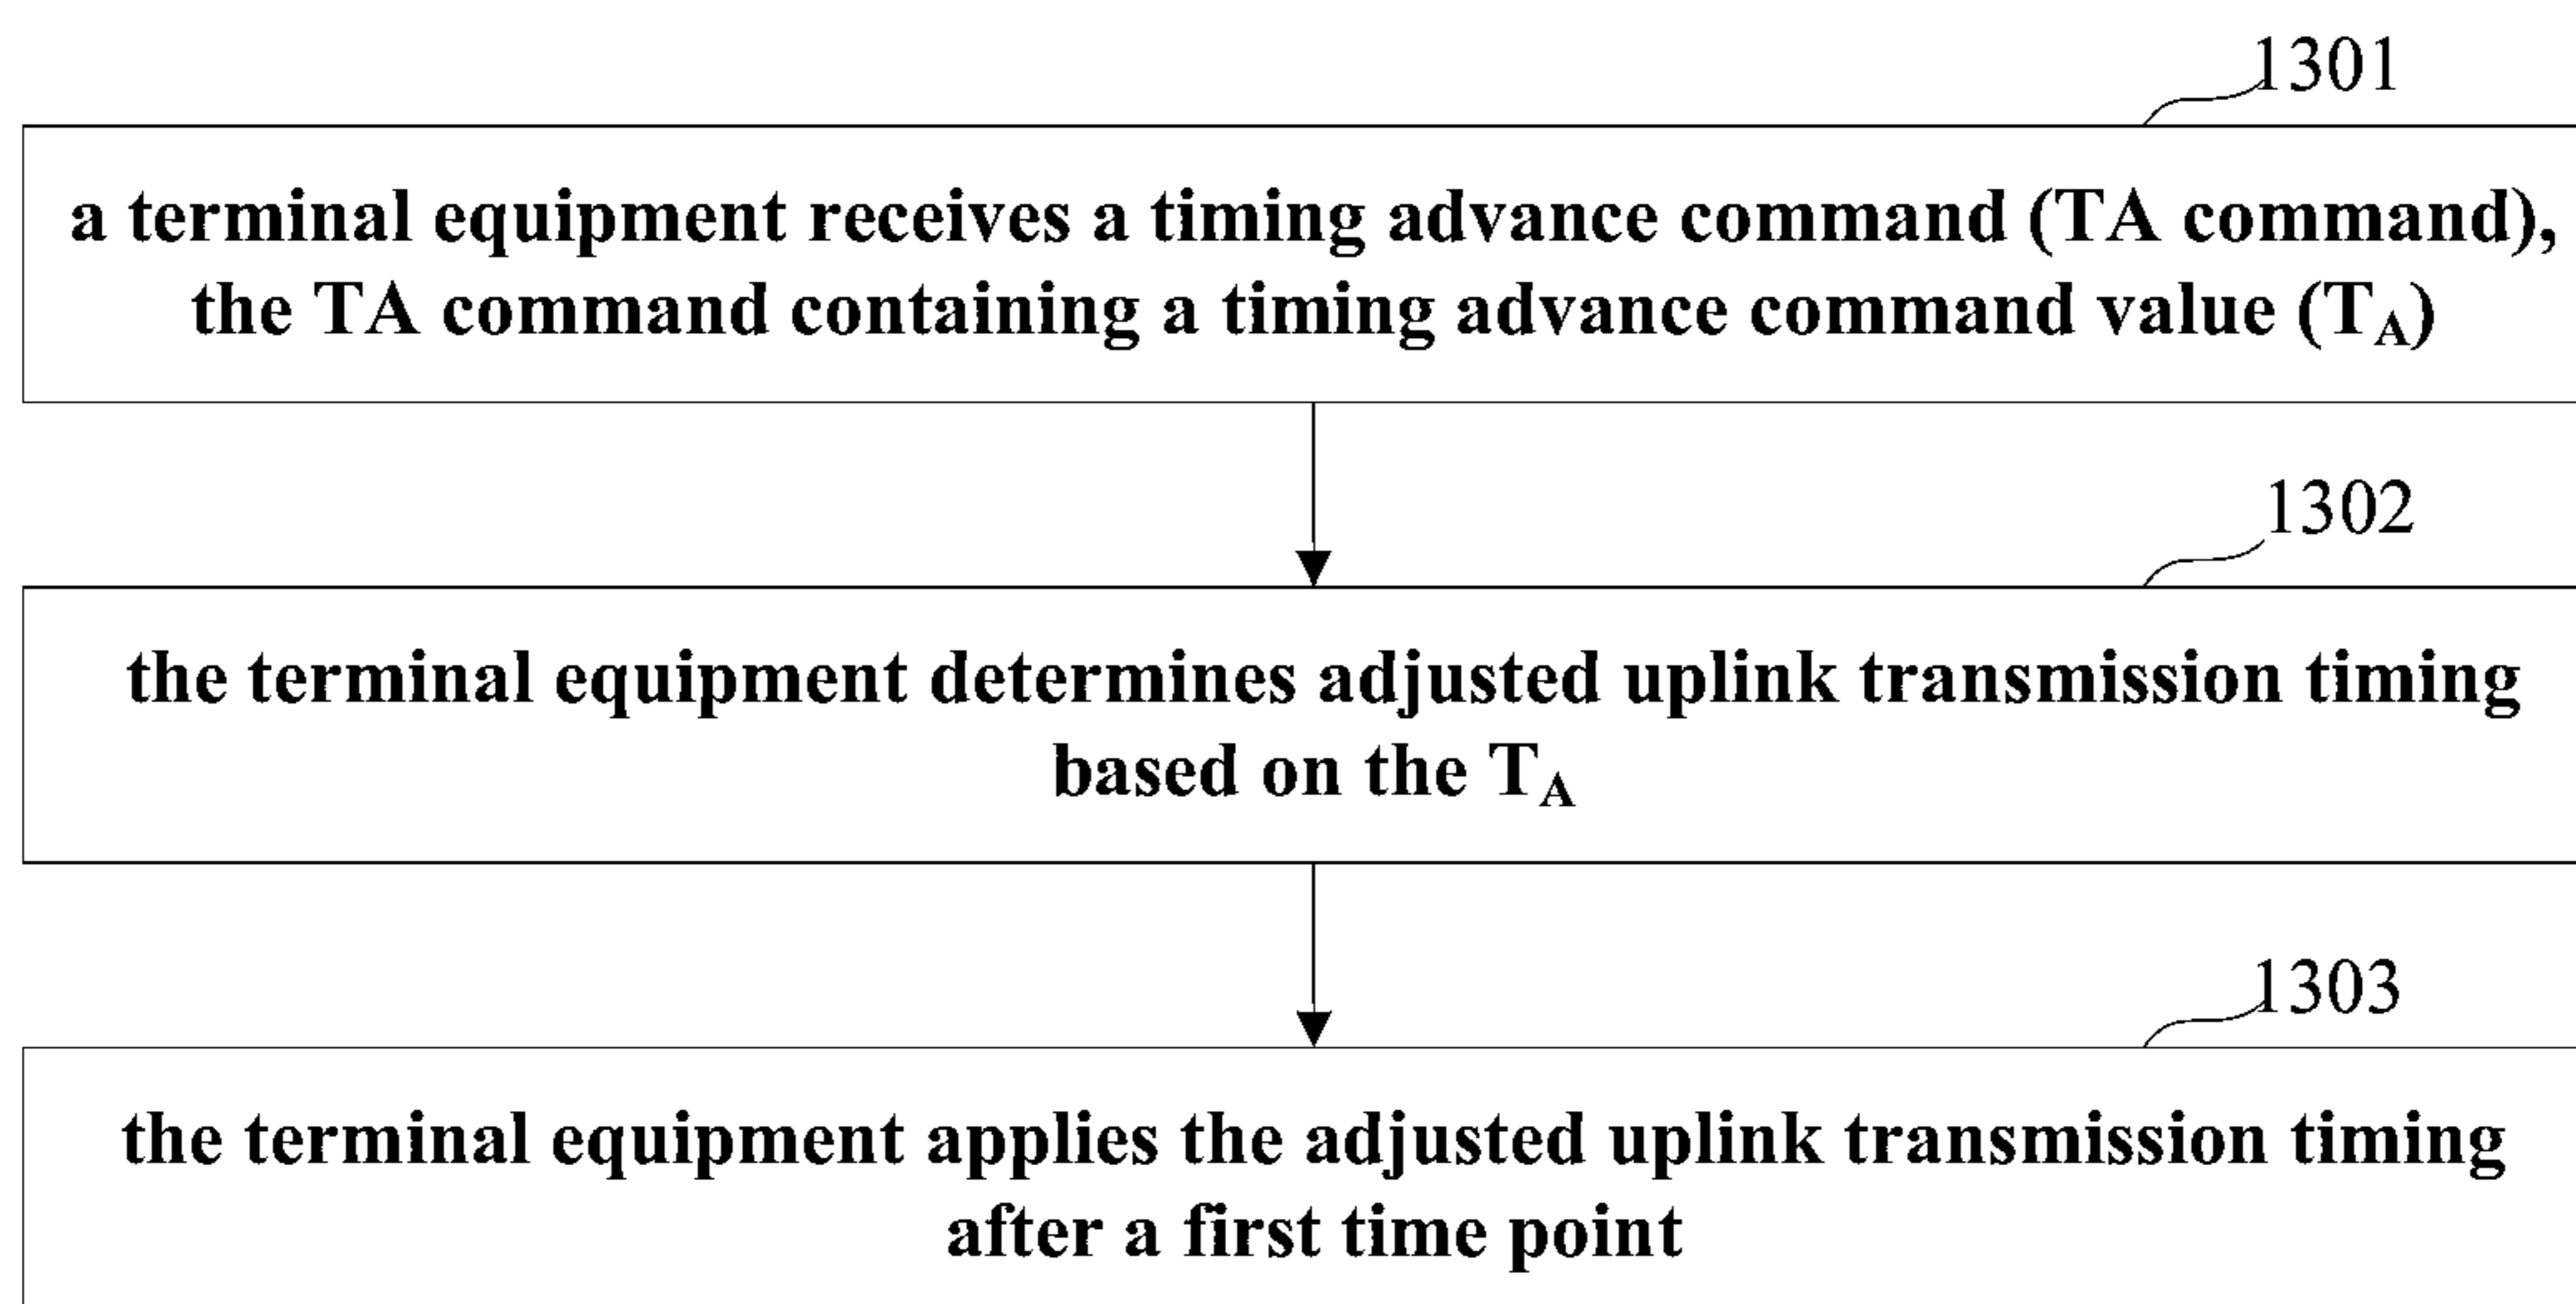 1301
a terminal equipment receives a timing advance command (TA command),
the TA command containing a timing advance command value (TA)
1302
the terminal equipment determines adjusted uplink transmission timing
based on the TA
1303
the terminal equipment applies the adjusted uplink transmission timing
after a first time point